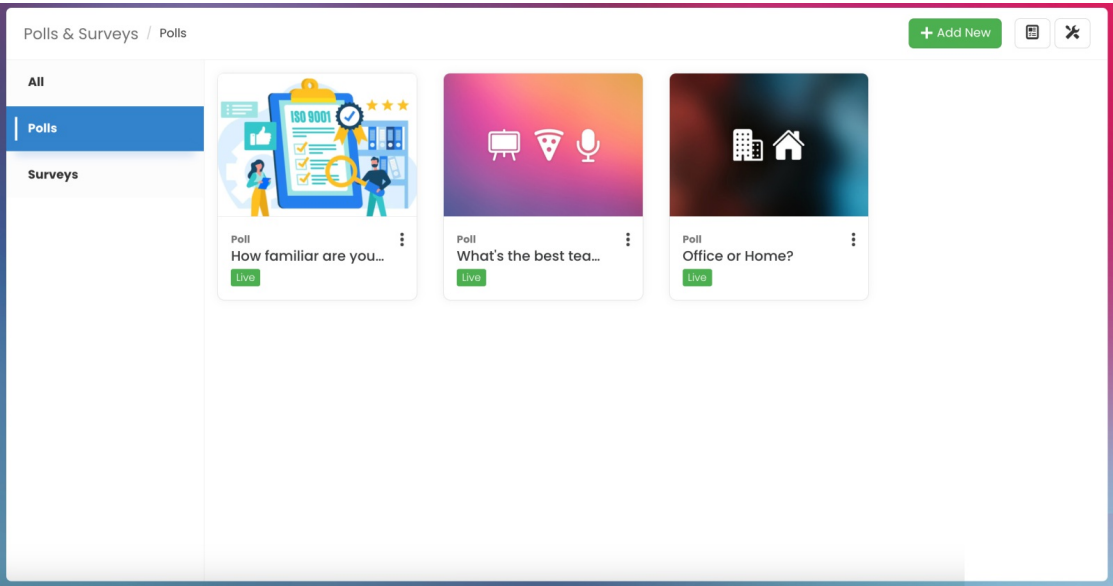 Polls & Surveys / Polls
+ Add New
All
Polls
Surveys
ISO 9001
Poll
How familiar are you...
Live
Poll
What's the best tea...
Live
Poll
Office or Home?
Live